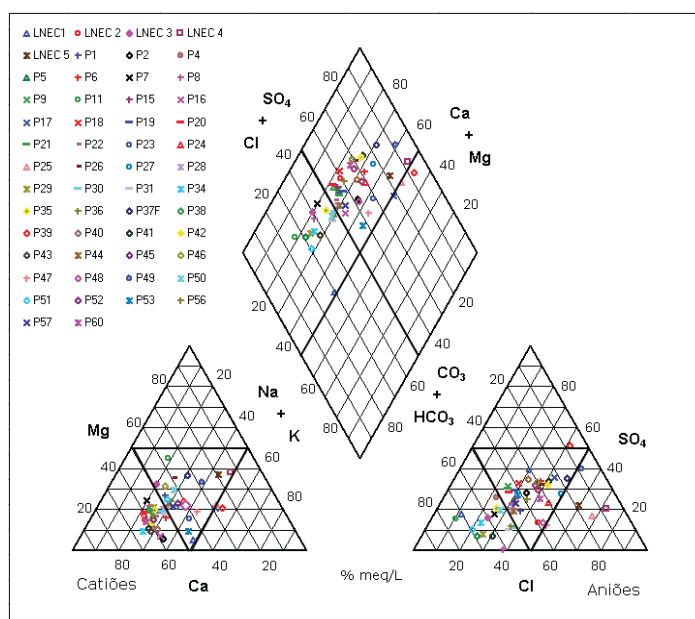 LNEC1 LNEC 2 LNEC 3 LNEC 4
LNEC 5 P1 P2 P4
P5 P6 P7 P8
P9 P11 P15 P16
P17 P18 P19 P20
P21 P22 P23 P24
P25 P26 P27 P28
P29 P30 P31 P34
P35 P36 P37F P38
P39 P40 P41 P42
P43 P44 P45 P46
P47 P48 P49 P50
P51 P52 P53 P56
P57 P60
80 80
60 60
40 40
20 20
SO4
+
Cl
Ca
+
Mg
20 20
40 40
60 60
80 80
CO3
+
HCO3
Na
+
K
Mg
80 20
60 40
40 60
20 80
80 60 40 20
Catiões Ca
% meq/L
SO4
80 80
60 60
40 40
20 20
20 40 60 80
Cl Aniões